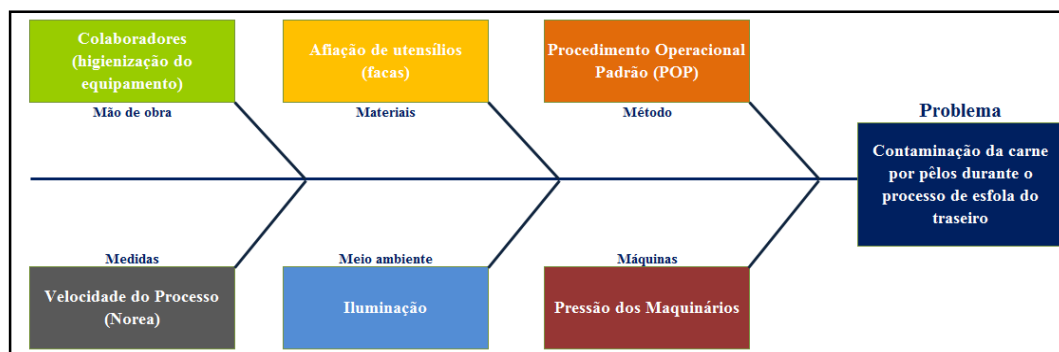 Colaboradores
(higienização do
equipamento)
Mão de obra
Afiação de utensílios
(facas)
Materiais
Procedimento Operacional
Padrão (POP)
Método
Problema
Contaminação da carne
por pêlos durante o
processo de esfola do
traseiro
Medidas
Velocidade do Processo
(Norea)
Meio ambiente
Iluminação
Máquinas
Pressão dos Maquinários